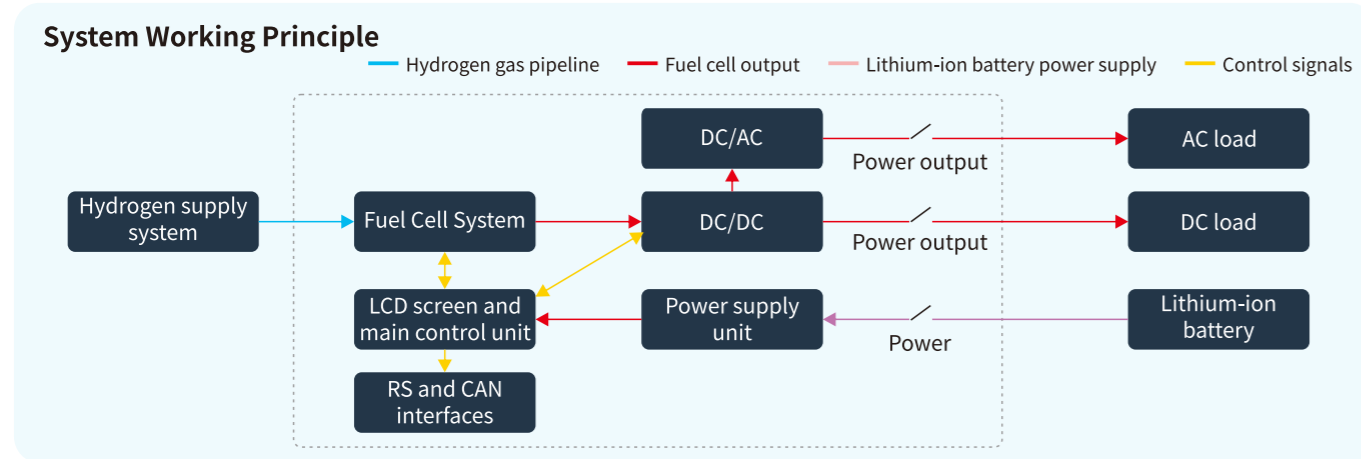 System Working Principle
Hydrogen gas pipeline
Fuel cell output
Lithium-ion battery power supply
Control signals
DC/AC
Power output
AC load
Hydrogen supply
system
Fuel Cell System
DC/DC
Power output
DC load
LCD screen and
main control unit
Power supply
unit
Power
Lithium-ion
battery
RS and CAN
interfaces